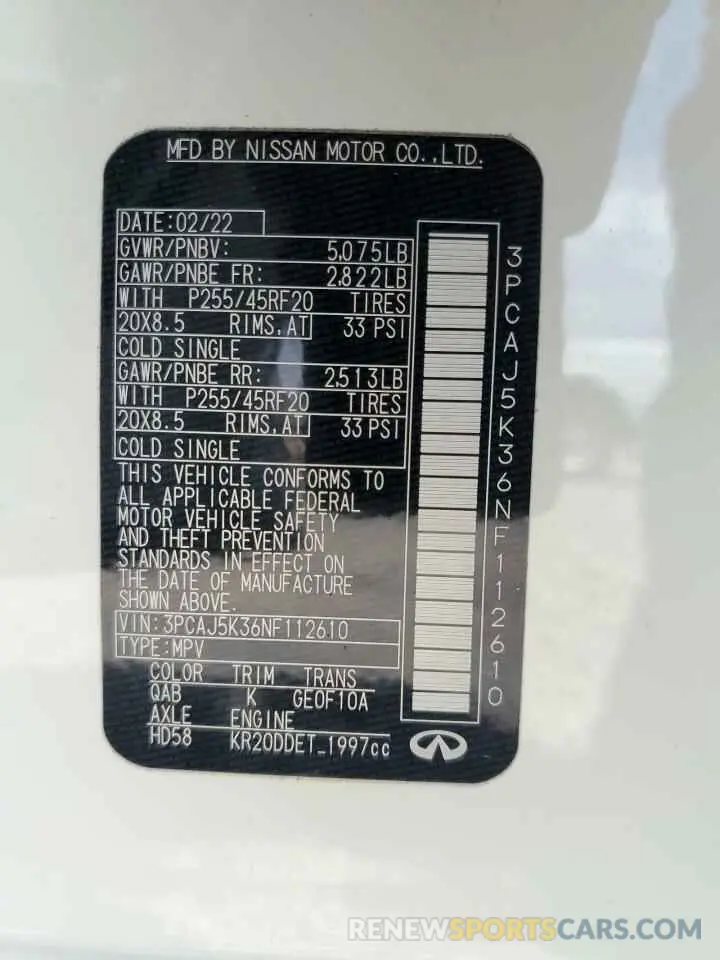 MFD BY NISSAN MOTOR CO.,LTD.
DATE:02/22
GVWR/PNBV: 5,075LB
GAWR/PNBE FR: 2,822LB
WITH P255/45RF20 TIRES
20X8.5 RIMS,AT 33 PSI
COLD SINGLE
GAWR/PNBE RR: 2,513LB
WITH P255/45RF20 TIRES
20X8.5 RIMS,AT 33 PSI
COLD SINGLE
THIS VEHICLE CONFORMS TO
ALL APPLICABLE FEDERAL
MOTOR VEHICLE SAFETY
AND THEFT PREVENTION
STANDARDS IN EFFECT ON
THE DATE OF MANUFACTURE
SHOWN ABOVE.
VIN:3PCAJ5K36NF112610
TYPE:MPV
COLOR TRIM TRANS
QAB K GE0F10A
AXLE ENGINE
HD58 KR20DDET_1997cc
3PCAJ5K36NF112610
RENEWSPORTSCARS.COM